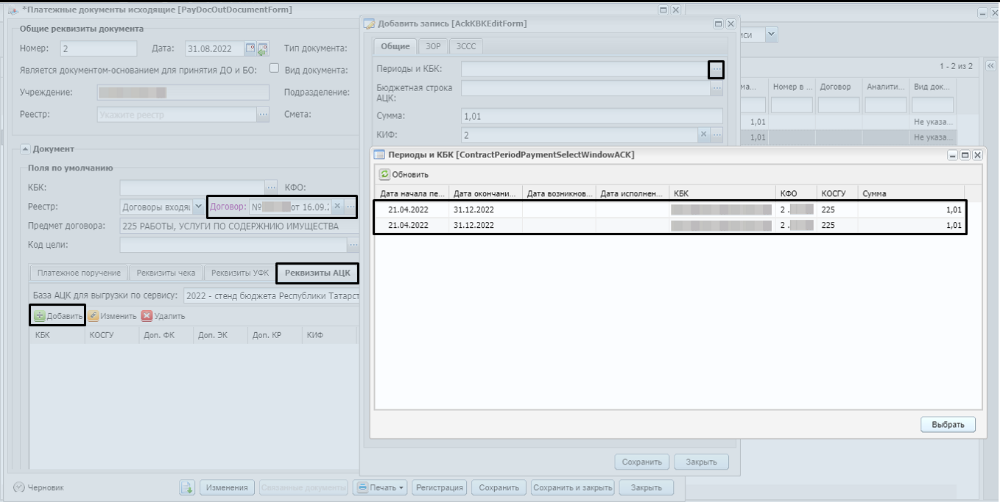 *Платежные документы исходящие [PayDocOutDocumentForm]
Общие реквизиты документа
Номер: 2 Дата: 31.08.2022 Тип документа:
Является документом-основанием для принятия ДО и БО: Вид документа:
Учреждение: Подразделение:
Реестр: Укажите реестр ... Смета:
Документ
Поля по умолчанию
КБК: ... КФО:
Реестр: Договоры входящ Договор: № от 16.09.: ...
Предмет договора: 225 РАБОТЫ, УСЛУГИ ПО СОДЕРЖНИЮ ИМУЩЕСТВА
Код цели: ...
Платежное поручение Реквизиты чека Реквизиты УФК Реквизиты АЦК
База АЦК для выгрузки по сервису: 2022 - стенд бюджета Республики Татарст
Добавить Изменить Удалить
КБК КОСГУ Доп. ФК Доп. ЭК Доп. КР КИФ
Черновик Изменения Связанные документы Печать Регистрация Сохранить Сохранить и закрыть Закрыть
Добавить запись [AckKBKEditForm]
Общие ЗОР ЗССС
Периоды и КБК: ...
Бюджетная строка
АЦК: ...
Сумма: 1,01
КИФ: 2 ...
Сохранить Закрыть
Периоды и КБК [ContractPeriodPaymentSelectWindowACK]
Обновить
Дата начала пе... Дата окончани... Дата возникнов... Дата исполнен... КБК КФО КОСГУ Сумма
21.04.2022 31.12.2022 2 . 225 1,01
21.04.2022 31.12.2022 2 . 225 1,01
Выбрать
иси
1 - 2 из 2
ма... Номер в ... Договор Аналити... Вид док...
1,01 Не указа...
1,01 Не указа...